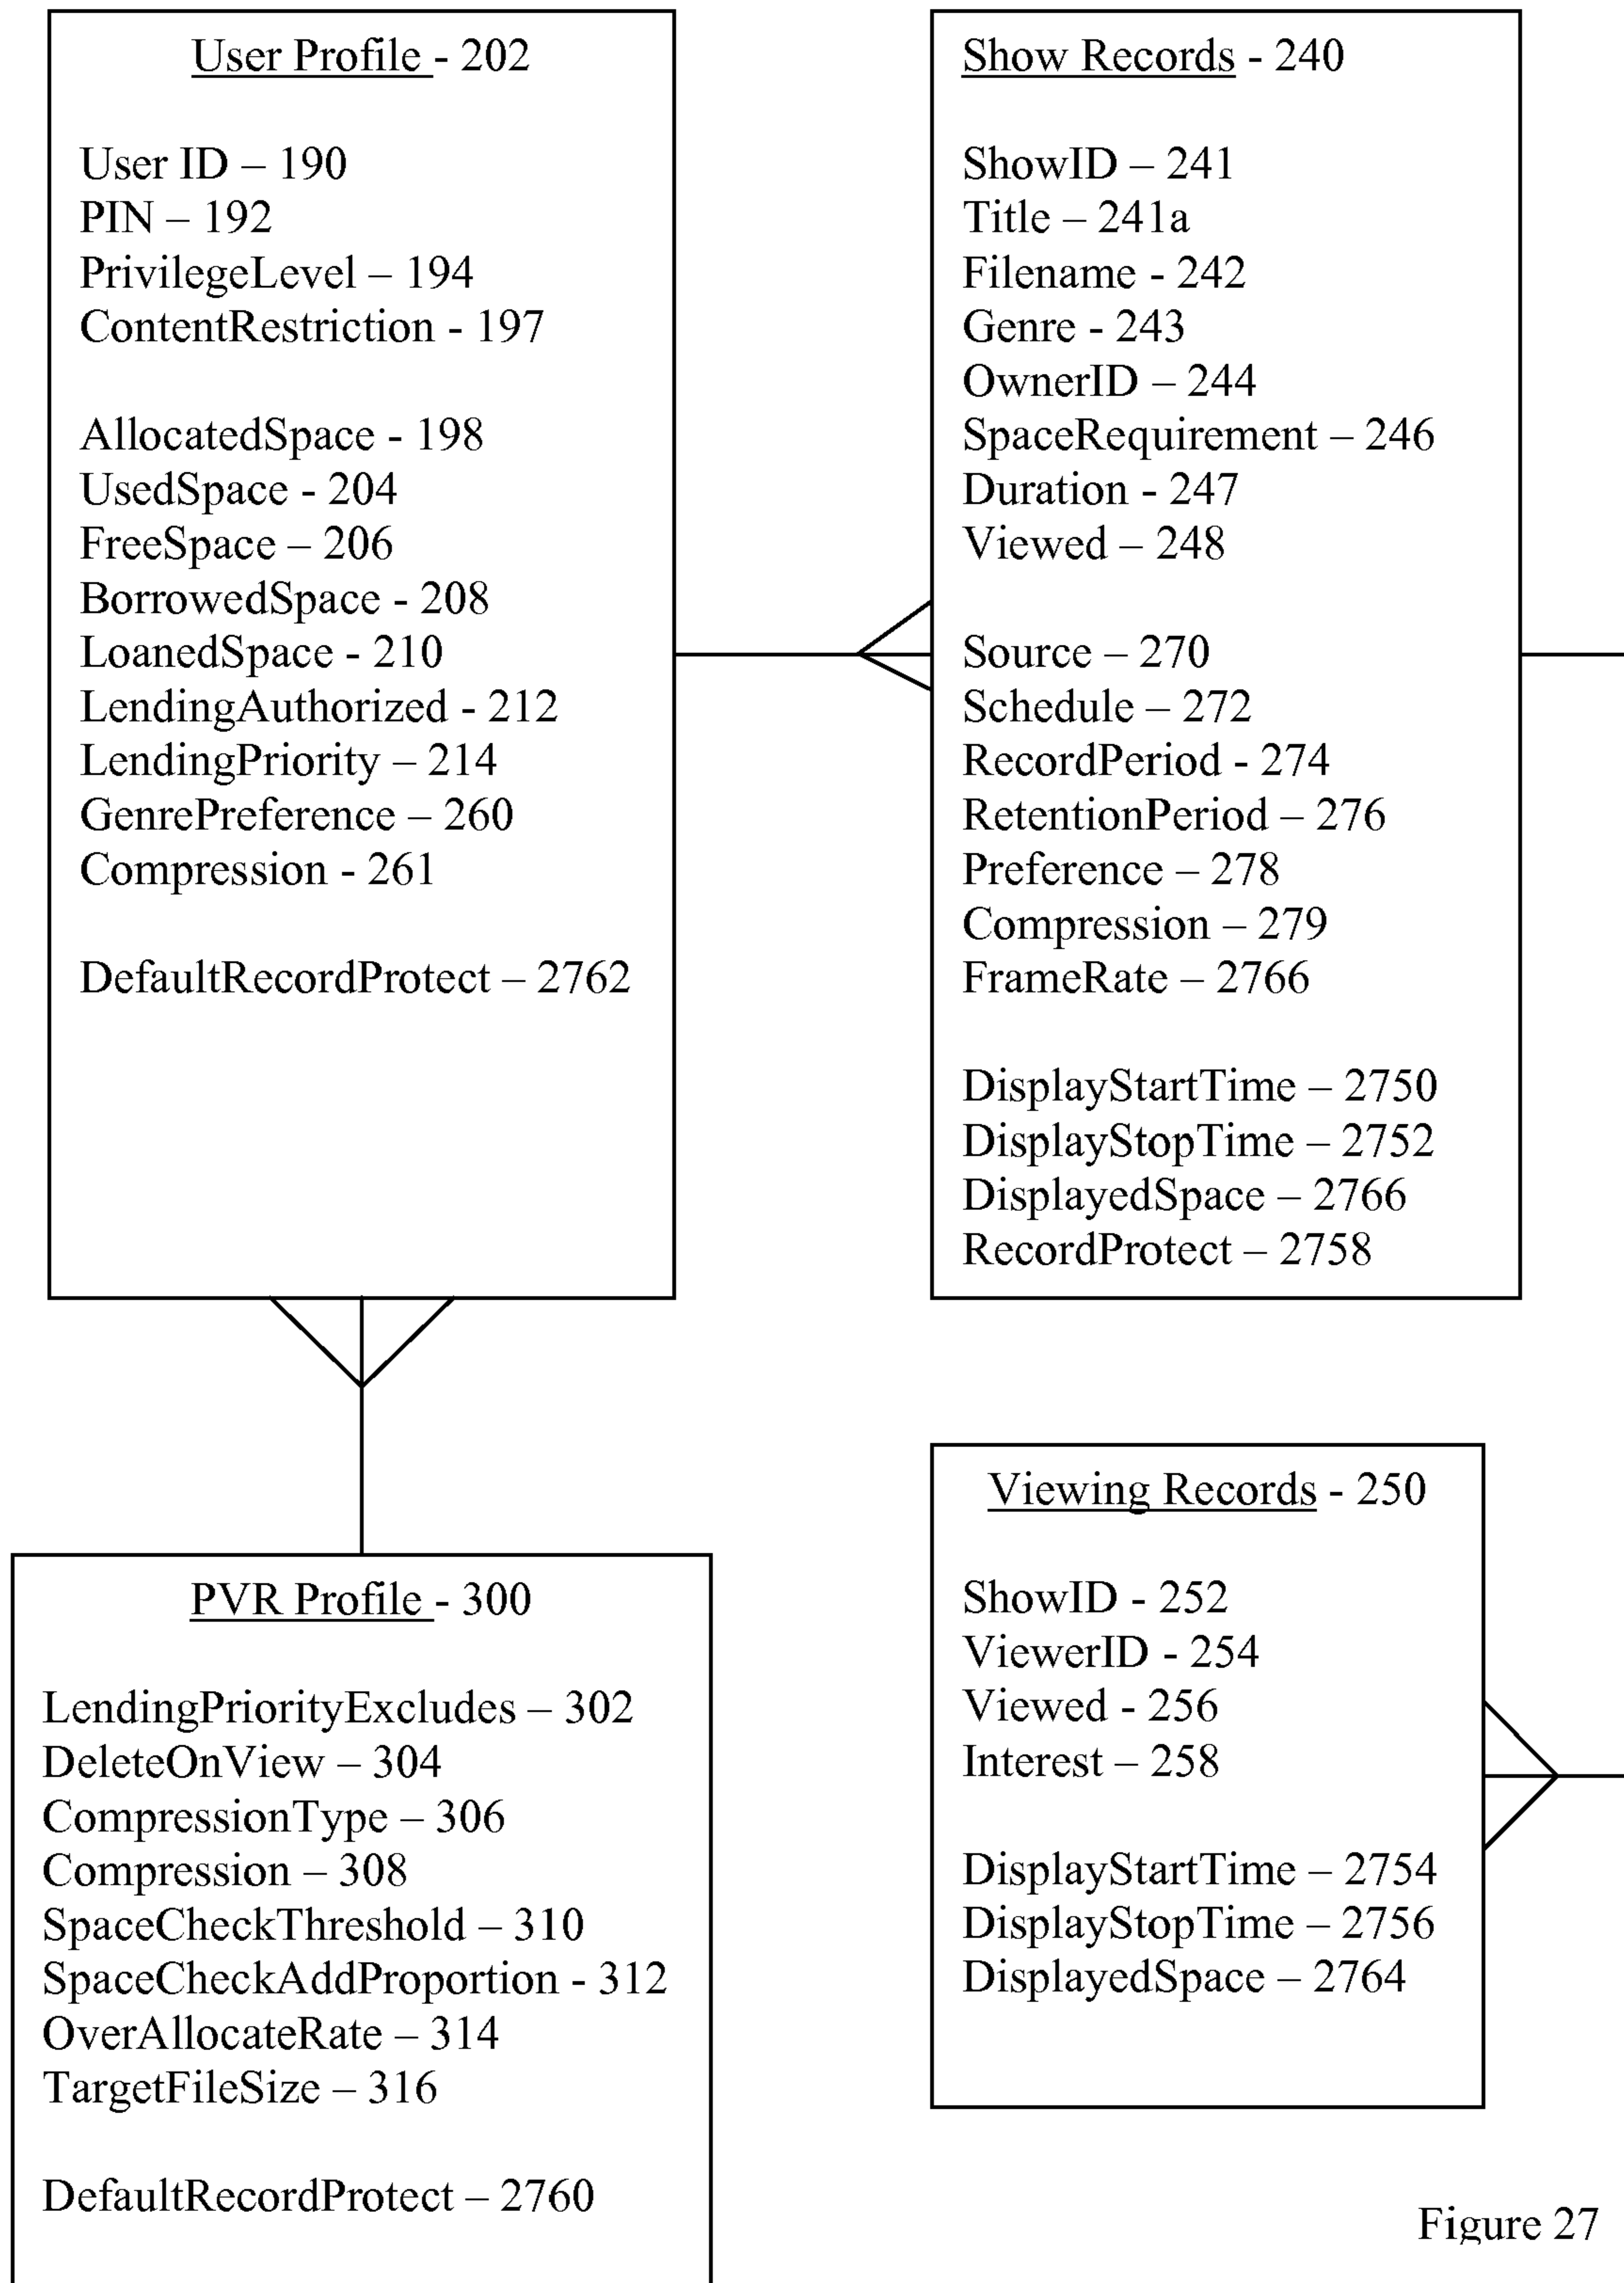 User Profile - 202
User ID – 190
PIN – 192
PrivilegeLevel – 194
ContentRestriction - 197
AllocatedSpace - 198
UsedSpace - 204
FreeSpace – 206
BorrowedSpace - 208
LoanedSpace - 210
LendingAuthorized - 212
LendingPriority – 214
GenrePreference – 260
Compression - 261
DefaultRecordProtect – 2762
Show Records - 240
ShowID – 241
Title – 241a
Filename - 242
Genre - 243
OwnerID – 244
SpaceRequirement – 246
Duration - 247
Viewed – 248
Source – 270
Schedule – 272
RecordPeriod - 274
RetentionPeriod – 276
Preference – 278
Compression – 279
FrameRate – 2766
DisplayStartTime – 2750
DisplayStopTime – 2752
DisplayedSpace – 2766
RecordProtect – 2758
PVR Profile - 300
LendingPriorityExcludes – 302
DeleteOnView – 304
CompressionType – 306
Compression – 308
SpaceCheckThreshold – 310
SpaceCheckAddProportion - 312
OverAllocateRate – 314
TargetFileSize – 316
DefaultRecordProtect – 2760
Viewing Records - 250
ShowID - 252
ViewerID - 254
Viewed - 256
Interest – 258
DisplayStartTime – 2754
DisplayStopTime – 2756
DisplayedSpace – 2764
Figure 27